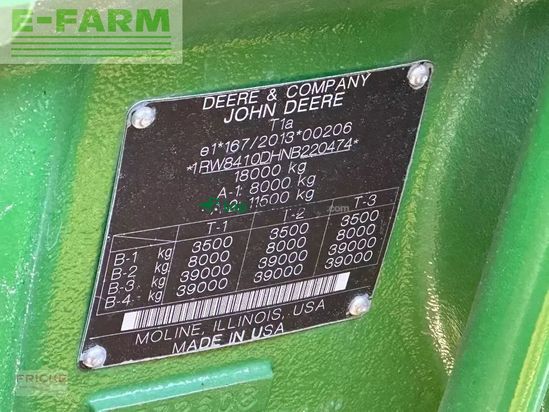 E-FARM
DEERE & COMPANY
JOHN DEERE
T1a
e1*167/2013*00206
*1RW8410DHNB220474*
18000 kg
A-1: 8000 kg
11500 kg
T-1 T-2 T-3
B-1 kg 3500 3500 3500
B-2 kg 8000 8000 8000
B-3 kg 39000 39000 39000
B-4 kg 39000 39000 39000
MOLINE, ILLINOIS, USA
MADE IN USA
FRICKE